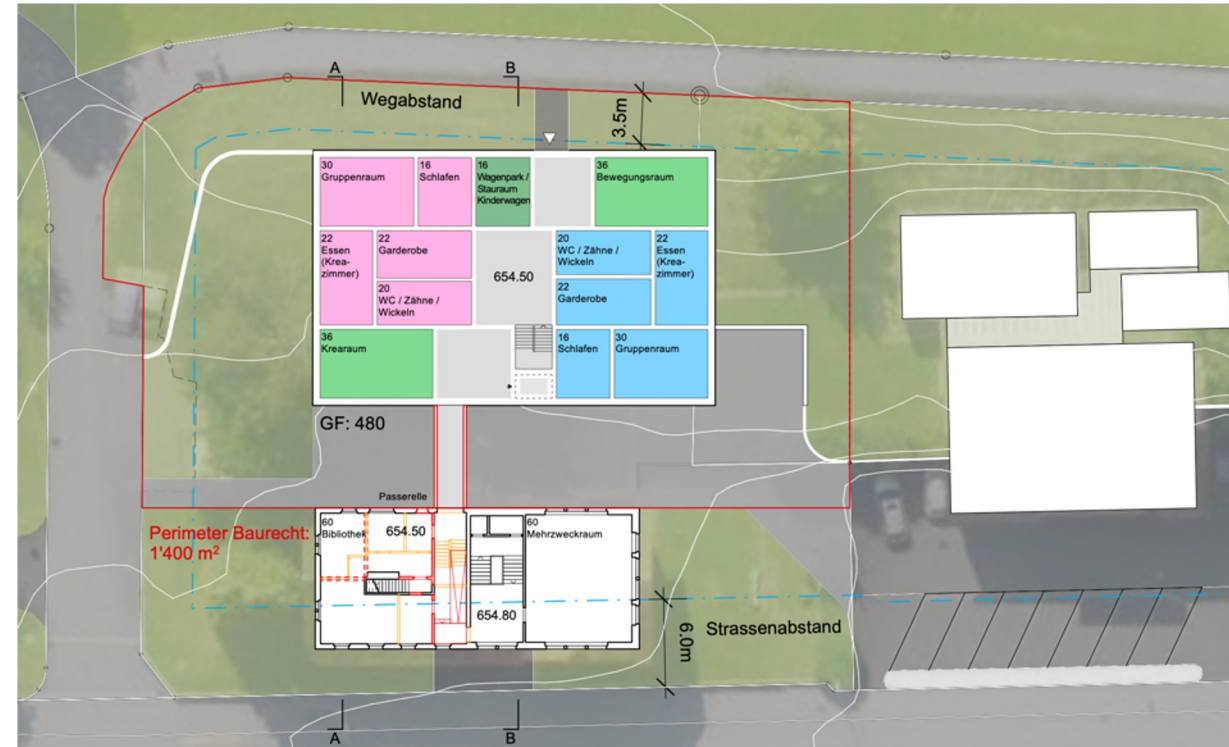 A
B
Wegabstand
3.5m
30
Gruppenraum
16
Schlafen
16
Wagenpark /
Stauraum
Kinderwagen
36
Bewegungsraum
22
Essen
(Krea-
zimmer)
22
Garderobe
20
WC / Zähne /
Wickeln
654.50
20
WC / Zähne /
Wickeln
22
Garderobe
22
Essen
(Krea-
zimmer)
36
Krearaum
16
Schlafen
30
Gruppenraum
GF: 480
Passerelle
Perimeter Baurecht:
1'400 m²
60
Bibliothek
654.50
60
Mehrzweckraum
654.80
6.0m
Strassenabstand
A
B